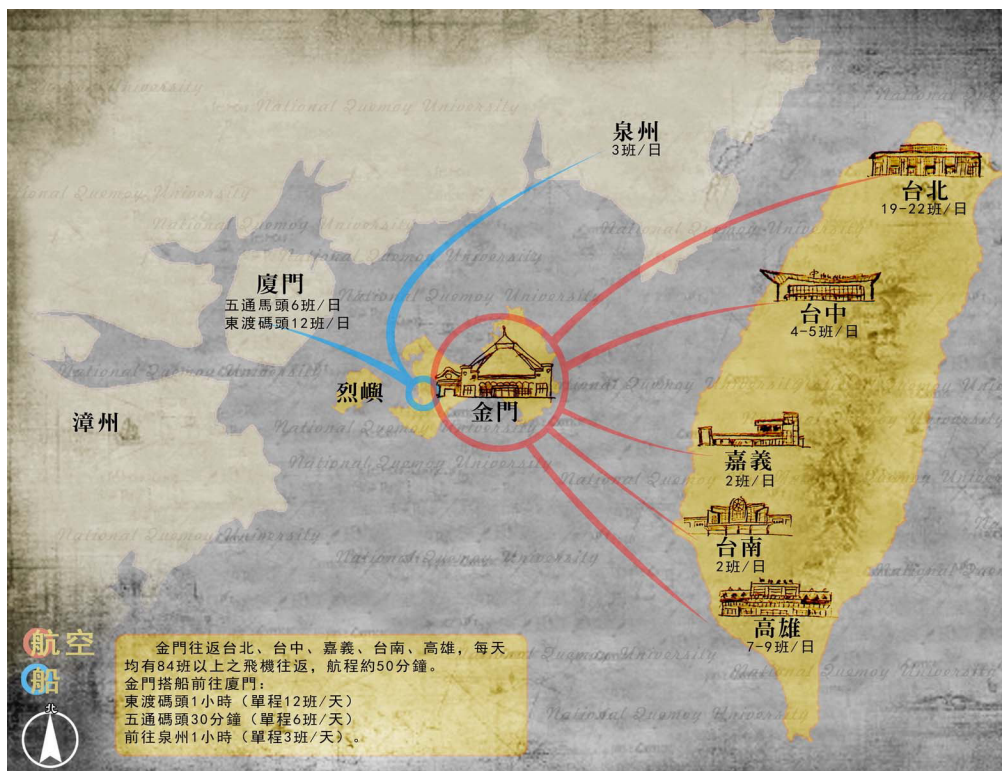 泉州
3班/日
台北
19-22班/日
廈門
五通馬頭6班/日
東渡碼頭12班/日
台中
4-5班/日
烈嶼
金門
漳州
嘉義
2班/日
台南
2班/日
高雄
7-9班/日
航空
船
北
金門往返台北、台中、嘉義、台南、高雄，每天
均有84班以上之飛機往返，航程約50分鐘。
金門搭船前往廈門：
東渡碼頭1小時（單程12班/天）
五通碼頭30分鐘（單程6班/天）
前往泉州1小時（單程3班/天）。
National Quemoy University